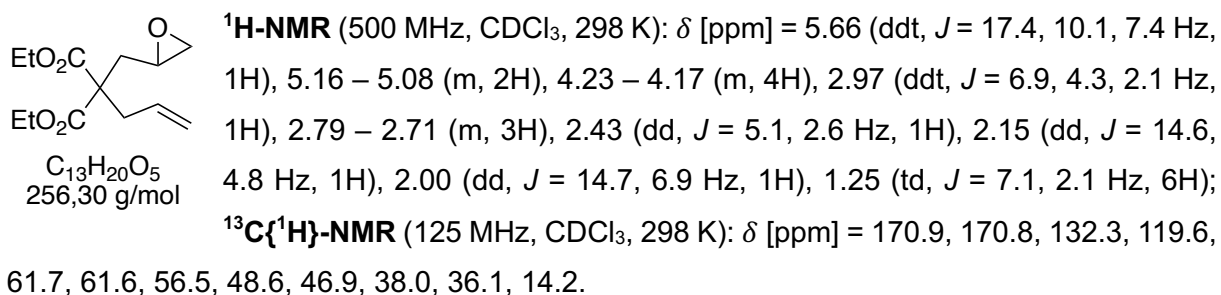 O
EtO₂C
EtO₂C
C₁₃H₂₀O₅
256,30 g/mol
¹H-NMR (500 MHz, CDCl₃, 298 K): δ [ppm] = 5.66 (ddt, J = 17.4, 10.1, 7.4 Hz,
1H), 5.16 – 5.08 (m, 2H), 4.23 – 4.17 (m, 4H), 2.97 (ddt, J = 6.9, 4.3, 2.1 Hz,
1H), 2.79 – 2.71 (m, 3H), 2.43 (dd, J = 5.1, 2.6 Hz, 1H), 2.15 (dd, J = 14.6,
4.8 Hz, 1H), 2.00 (dd, J = 14.7, 6.9 Hz, 1H), 1.25 (td, J = 7.1, 2.1 Hz, 6H);
¹³C{¹H}-NMR (125 MHz, CDCl₃, 298 K): δ [ppm] = 170.9, 170.8, 132.3, 119.6,
61.7, 61.6, 56.5, 48.6, 46.9, 38.0, 36.1, 14.2.